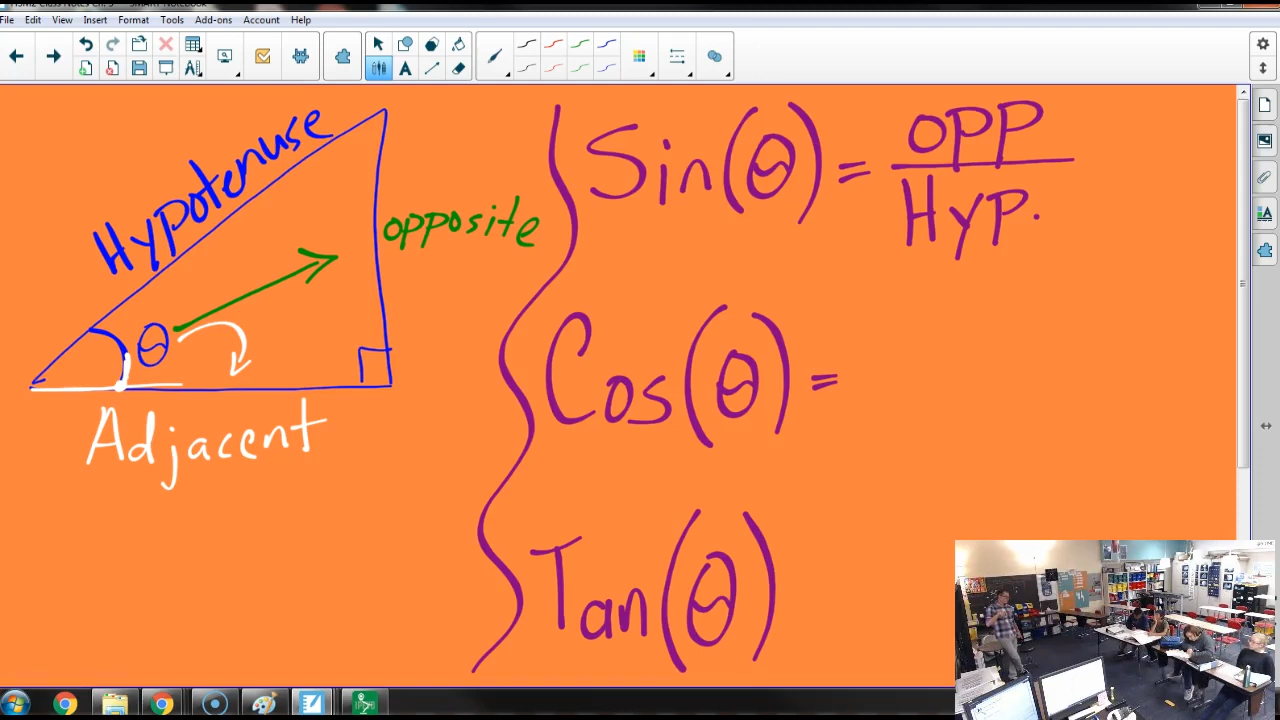 File Edit View Insert Format Tools Add-ons Account Help
Hypotenuse
opposite
θ
Adjacent
Sin(θ) = opp
Hyp.
Cos(θ) =
Tan(θ)